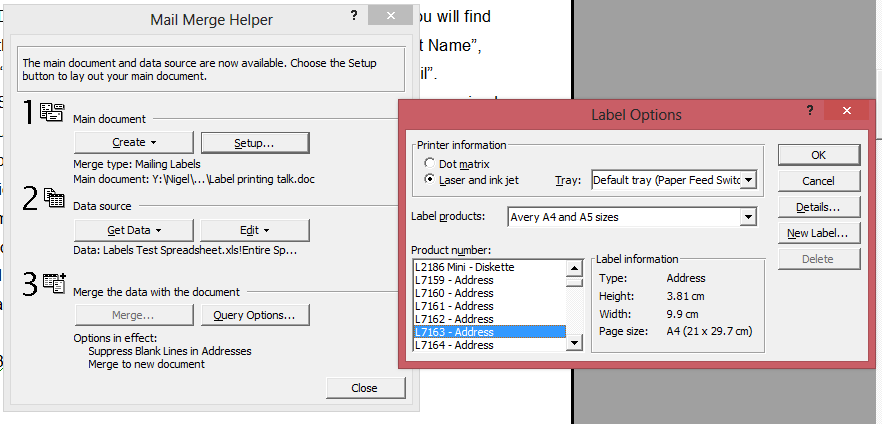 Mail Merge Helper
?
ou will find
t Name”,
il”.
The main document and data source are now available. Choose the Setup
button to lay out your main document.
1
Main document
Create
Setup...
Merge type: Mailing Labels
Main document: Y:\Nigel\...\Label printing talk.doc
2
Data source
Get Data
Edit
Data: Labels Test Spreadsheet.xls!Entire Sp...
3
Merge the data with the document
Merge...
Query Options...
Options in effect:
Suppress Blank Lines in Addresses
Merge to new document
Close
Label Options
?
Printer information
Dot matrix
Laser and ink jet
Tray:
Default tray (Paper Feed Switc
OK
Cancel
Details...
New Label...
Delete
Label products:
Avery A4 and A5 sizes
Product number:
L2186 Mini - Diskette
L7159 - Address
L7160 - Address
L7161 - Address
L7162 - Address
L7163 - Address
L7164 - Address
Label information
Type: Address
Height: 3.81 cm
Width: 9.9 cm
Page size: A4 (21 x 29.7 cm)